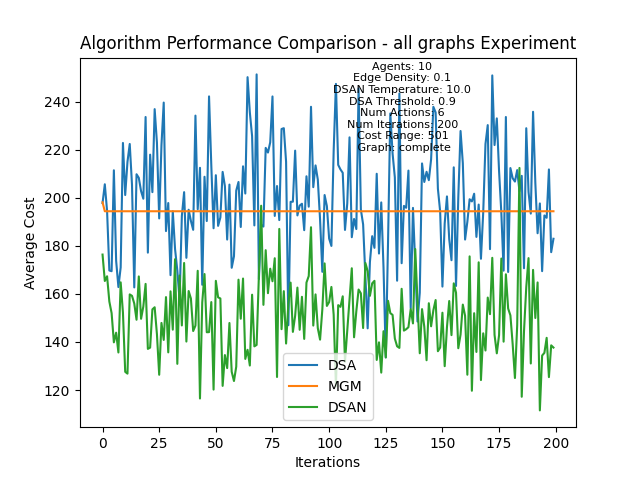 Algorithm Performance Comparison - all graphs Experiment
Agents: 10
Edge Density: 0.1
DSAN Temperature: 10.0
DSA Threshold: 0.9
Num Actions: 6
Num Iterations: 200
Cost Range: 501
Graph: complete
Average Cost
240
220
200
180
160
140
120
DSA
MGM
DSAN
0 25 50 75 100 125 150 175 200
Iterations